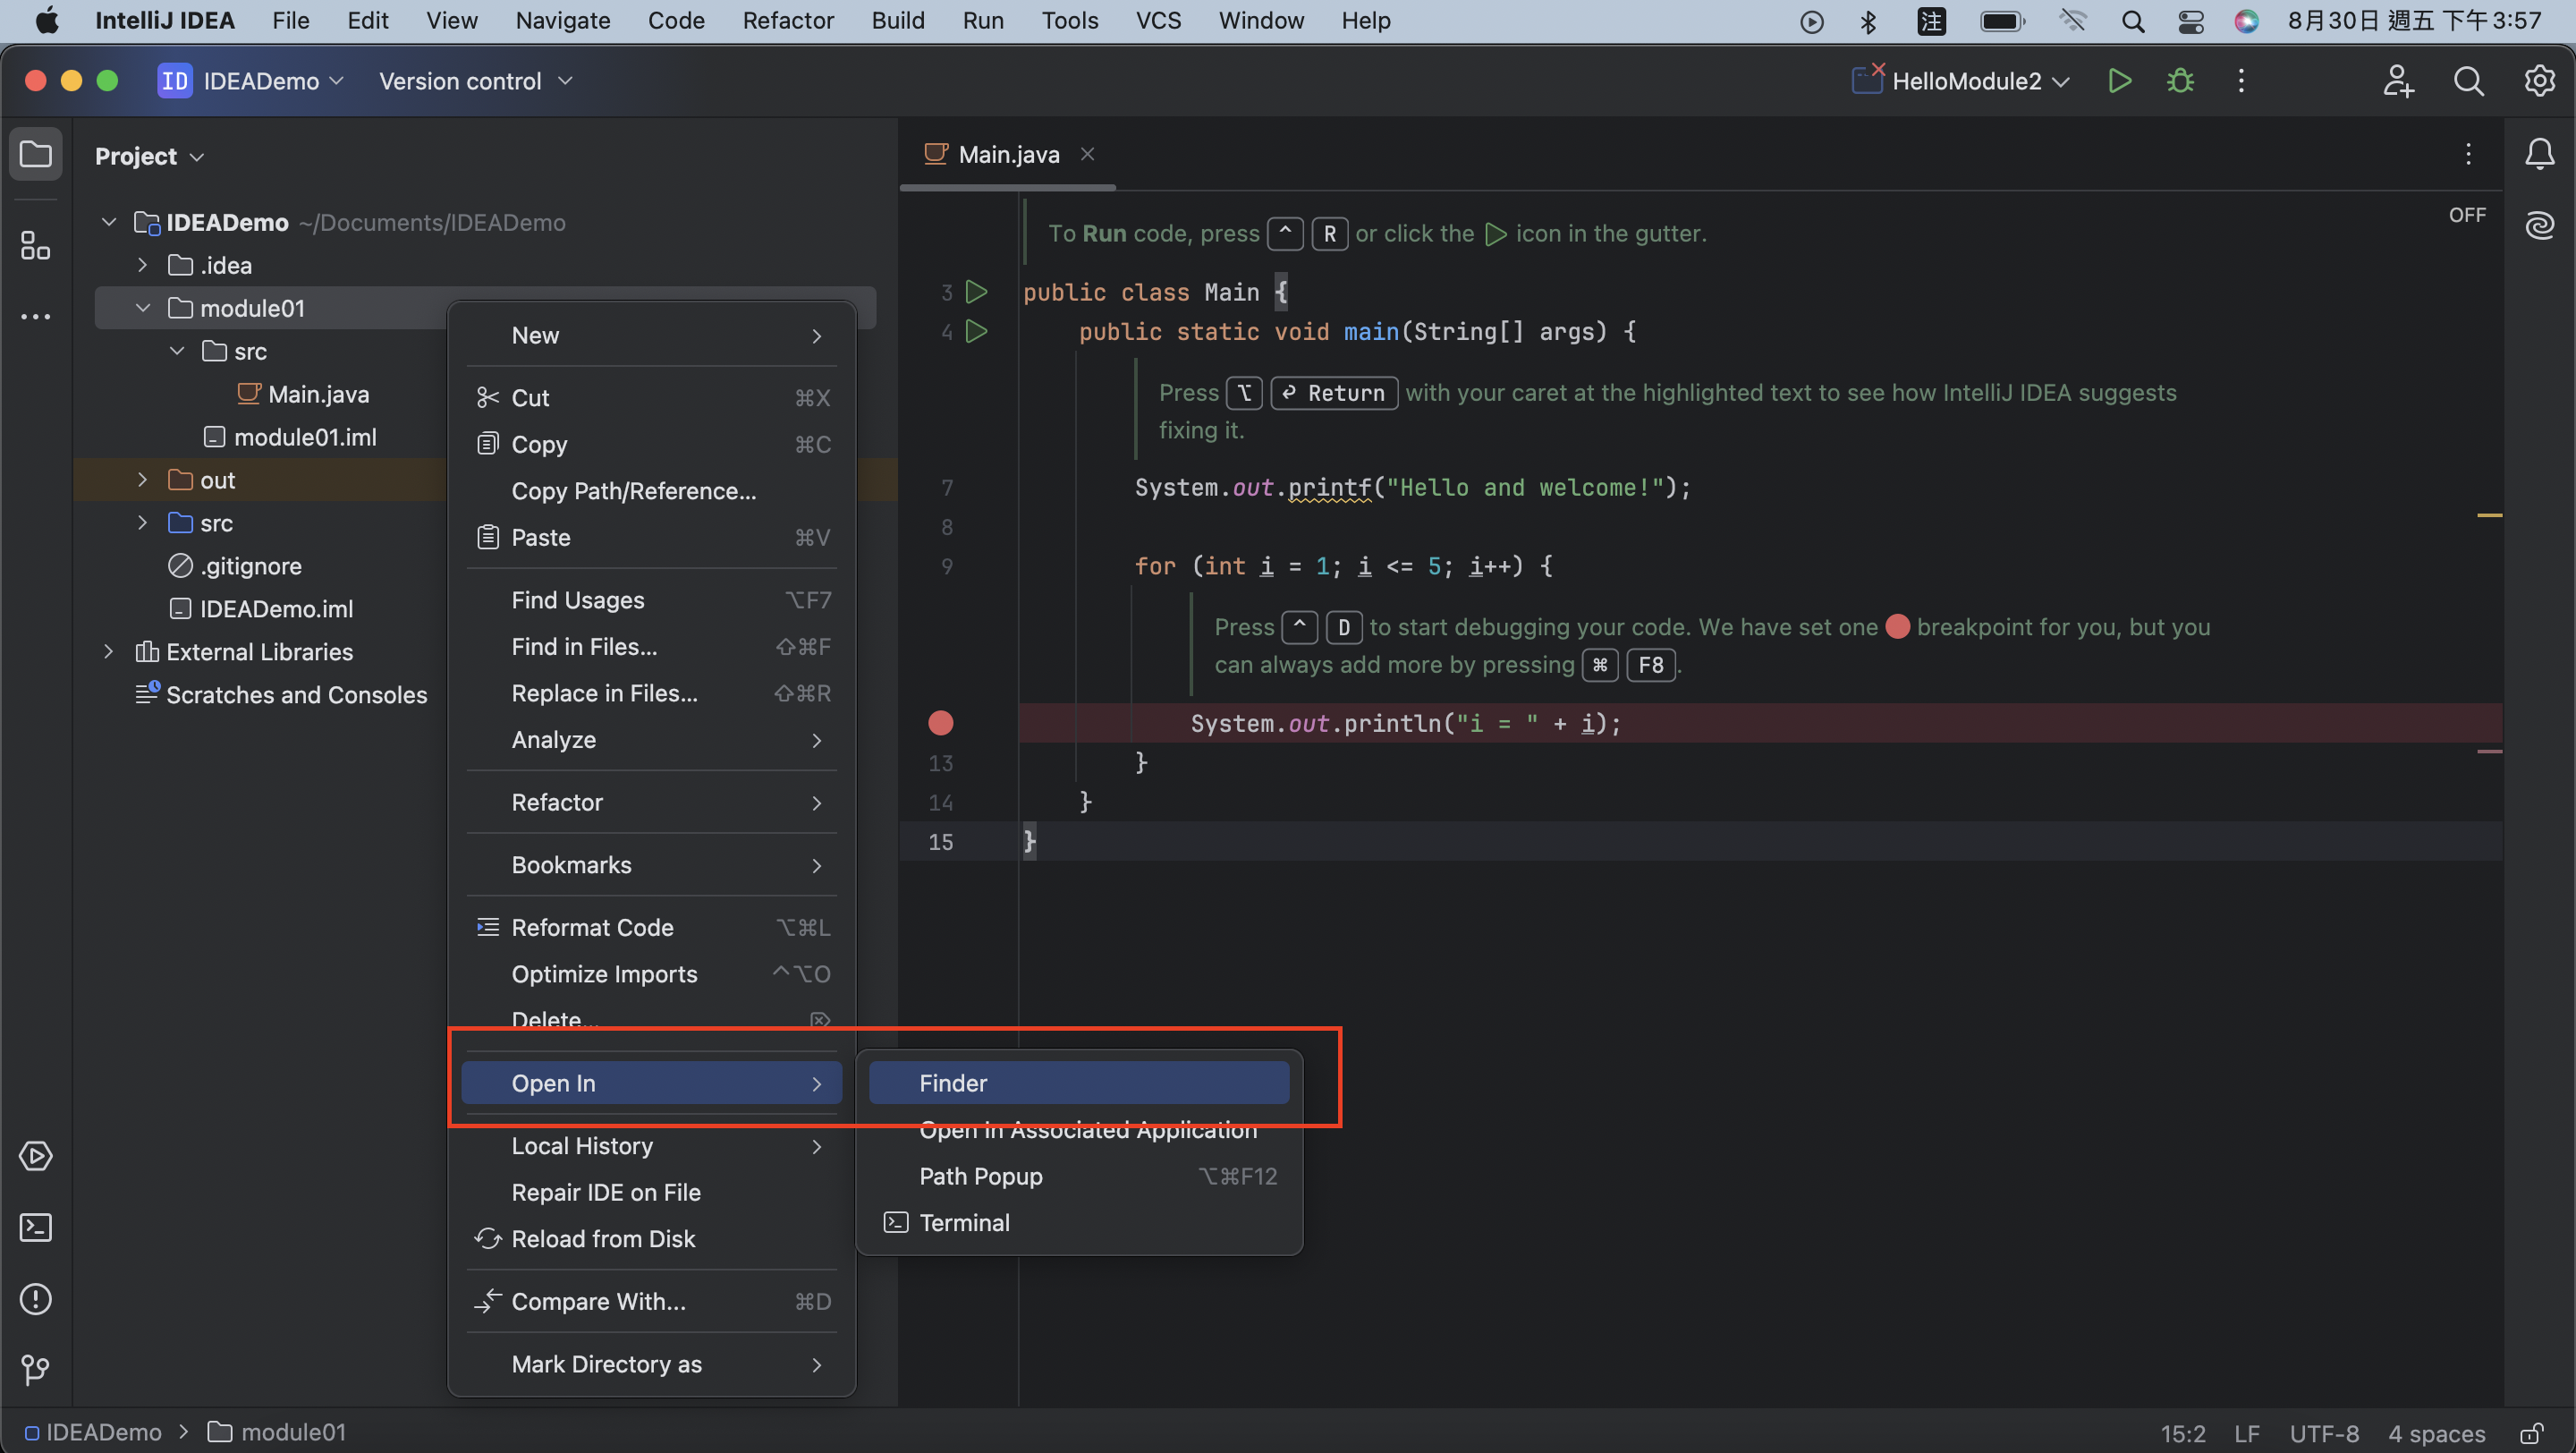 IntelliJ IDEA File Edit View Navigate Code Refactor Build Run Tools VCS Window Help 注 8月30日 週五 下午3:57
ID IDEADemo Version control HelloModule2
Project
IDEADemo ~/Documents/IDEADemo
.idea
module01
src
Main.java
module01.iml
out
src
.gitignore
IDEADemo.iml
External Libraries
Scratches and Consoles
New
Cut ⌘X
Copy ⌘C
Copy Path/Reference...
Paste ⌘V
Find Usages ⌥F7
Find in Files... ⇧⌘F
Replace in Files... ⇧⌘R
Analyze
Refactor
Bookmarks
Reformat Code ⌥⌘L
Optimize Imports ^⌥O
Delete... ⌦
Open In
Local History
Repair IDE on File
Reload from Disk
Compare With... ⌘D
Mark Directory as
Finder
Open In Associated Application
Path Popup ⌥⌘F12
Terminal
Main.java
OFF
To Run code, press ^ R or click the icon in the gutter.
3 public class Main {
4 public static void main(String[] args) {
Press ⌥ ⏎ Return with your caret at the highlighted text to see how IntelliJ IDEA suggests
fixing it.
7 System.out.printf("Hello and welcome!");
8
9 for (int i = 1; i <= 5; i++) {
Press ^ D to start debugging your code. We have set one breakpoint for you, but you
can always add more by pressing ⌘ F8.
System.out.println("i = " + i);
13 }
14 }
15 }
IDEADemo > module01
15:2 LF UTF-8 4 spaces